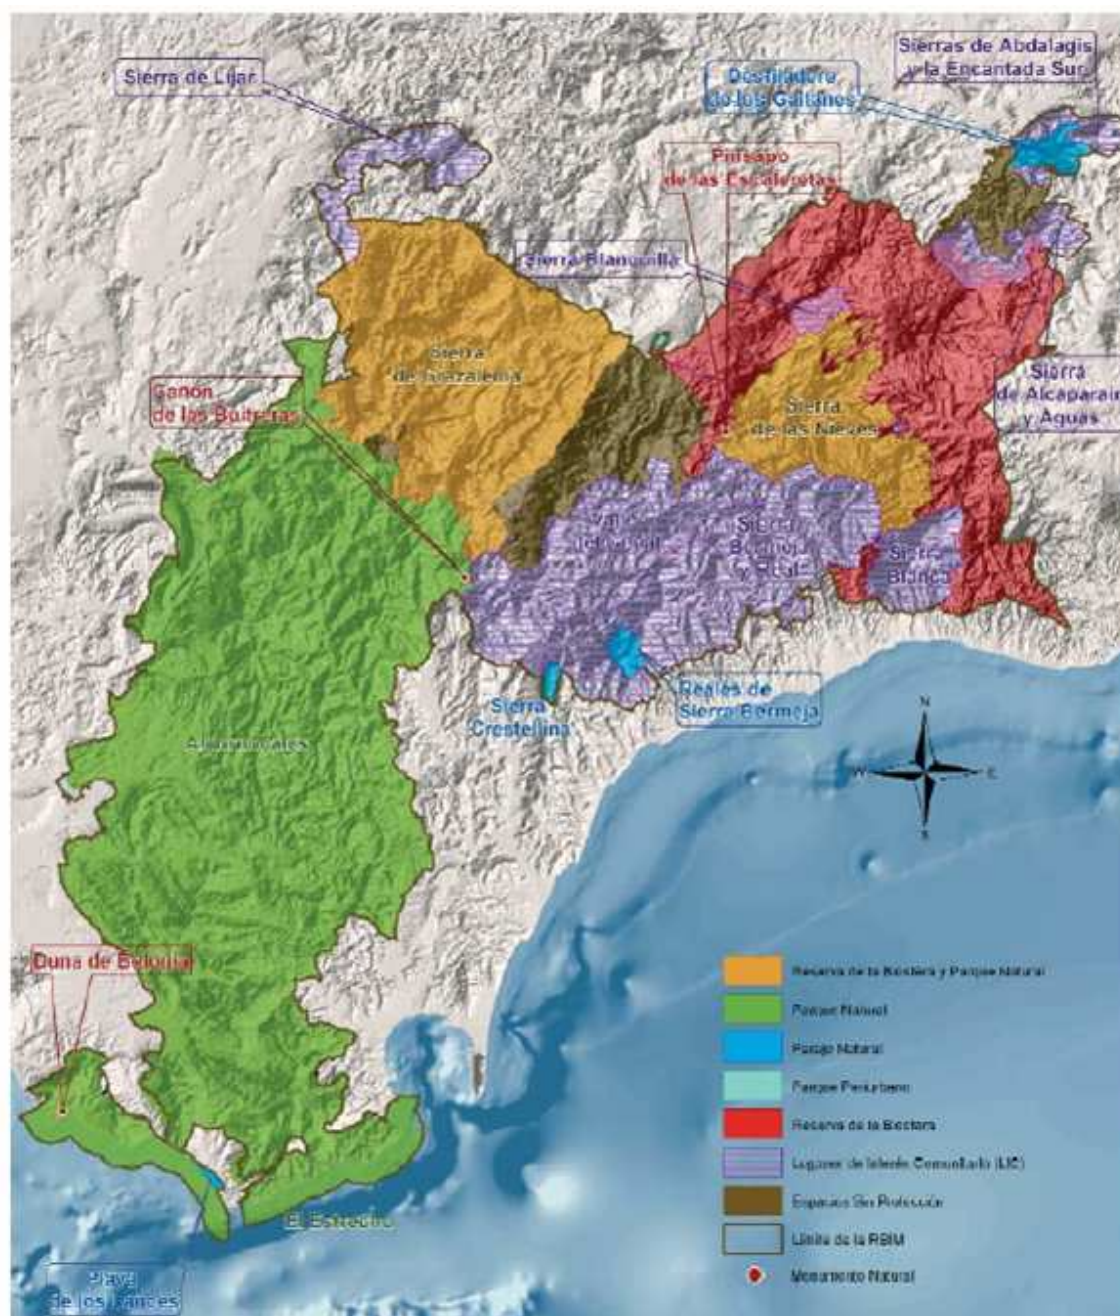 Sierra de Lijar
Sierras de Abdalagis
y la Encantada Sur
Desfiladero
de los Gaitanes
Pinsapo
de las Escaleretas
Sierra Blanquilla
Sierra
de Grazalema
Cañón
de las Buitreras
Sierra
de las Nieves
Sierra
de Alcaparain
y Aguas
Sierra
Bermeja
y Real
Sierra
Blanca
Sierra
Crestellina
Reales de
Sierra Bermeja
Alcornocales
N
W
E
S
Duna de Bolonia
El Estrecho
Playa
de los Lances
Reserva de la Biosfera y Parque Natural
Parque Natural
Paraje Natural
Parque Periurbano
Reserva de la Biosfera
Lugares de Interés Comunitario (LIC)
Espacios Sin Protección
Límite de la RBIM
Monumento Natural